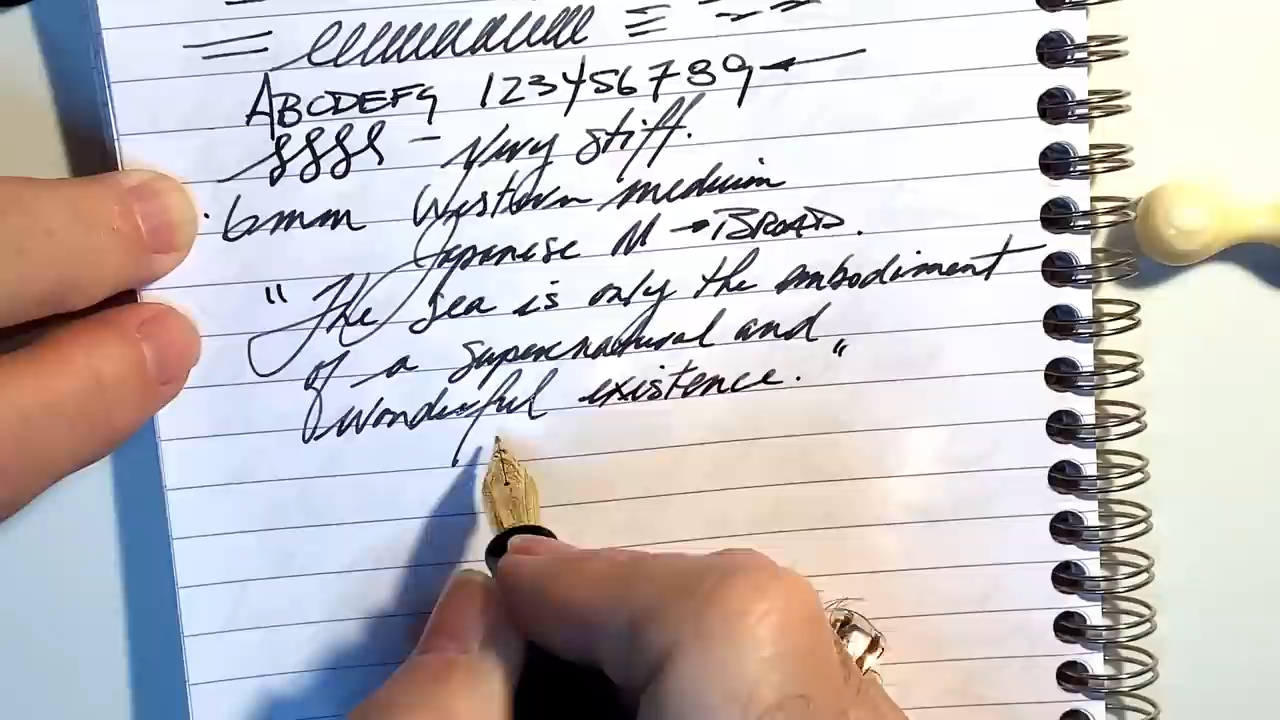 ABCDEFG 123456789
- Very stiff.
.6mm Western medium
Japanese M → BROAD.
"The sea is only the embodiment
of a supernatural and
wonderful existence."